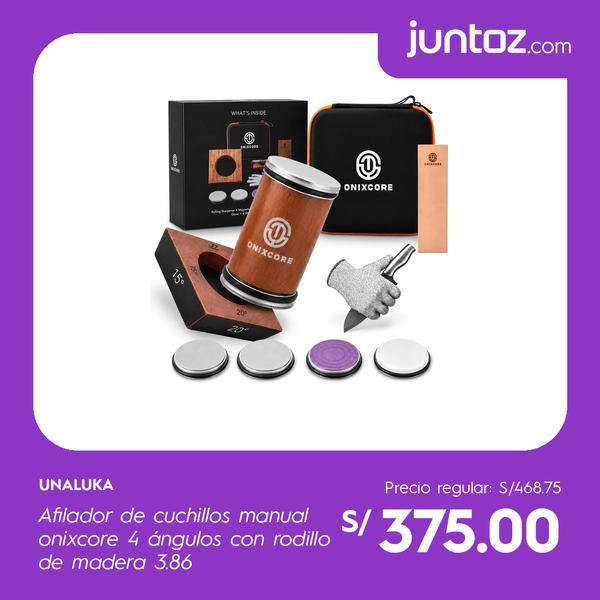 juntoz.com
WHAT'S INSIDE
ONIXCORE
ONIXCORE
ONIXCORE
ONIXCORE
15°
20°
20°
UNALUKA
Precio regular: S/468.75
Afilador de cuchillos manual
onixcore 4 ángulos con rodillo
de madera 3.86
S/ 375.00